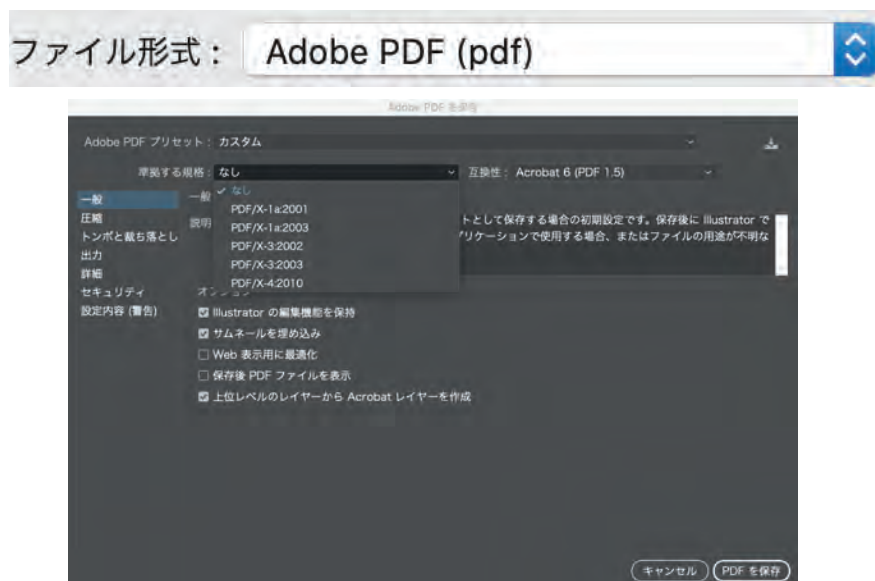 ファイル形式： Adobe PDF (pdf)
Adobe PDF を保存
Adobe PDF プリセット： カスタム
準拠する規格： なし 互換性： Acrobat 6 (PDF 1.5)
一般 一般 ✓ なし
圧縮 説明 PDF/X-1a:2001 トとして保存する場合の初期設定です。保存後に Illustrator で
トンボと裁ち落とし PDF/X-1a:2003 プリケーションで使用する場合、またはファイルの用途が不明な
出力 PDF/X-3:2002
詳細 PDF/X-3:2003
セキュリティ PDF/X-4:2010
設定内容 (警告)
Illustrator の編集機能を保持
サムネールを埋め込み
Web 表示用に最適化
保存後 PDF ファイルを表示
上位レベルのレイヤーから Acrobat レイヤーを作成
キャンセル PDF を保存